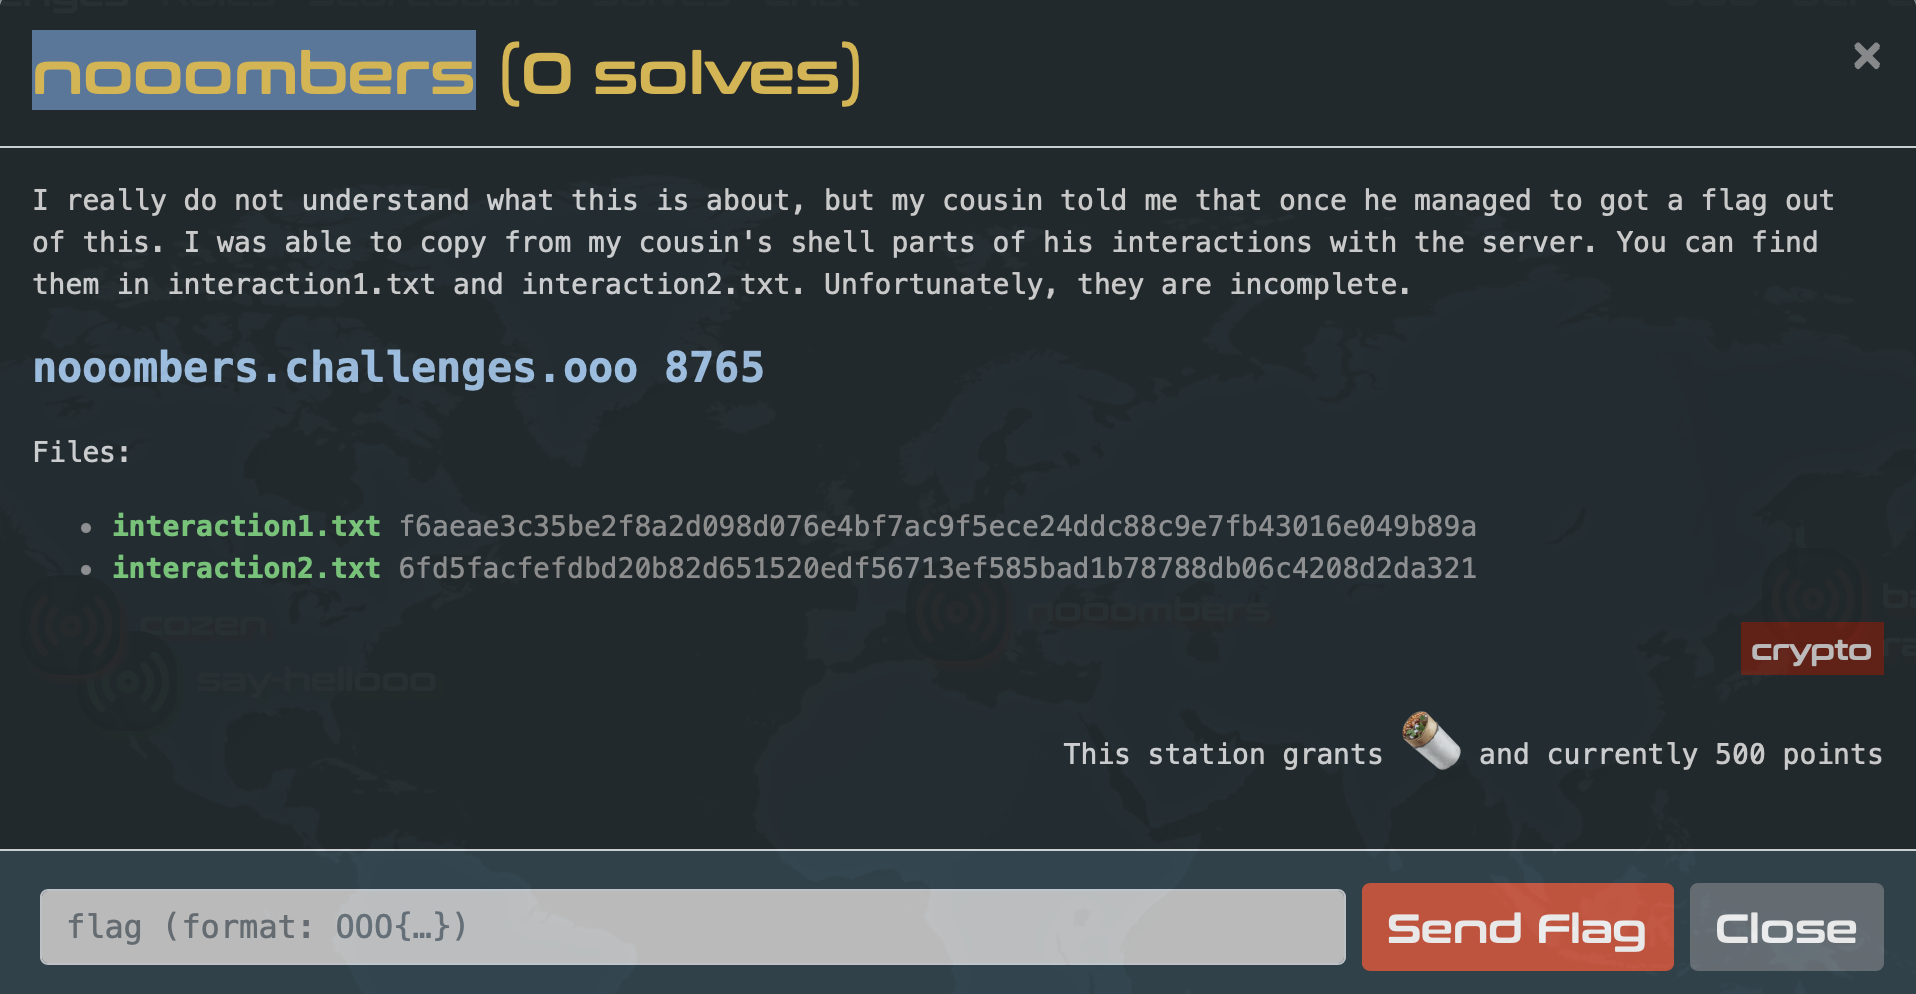 nooombers (0 solves)
I really do not understand what this is about, but my cousin told me that once he managed to got a flag out
of this. I was able to copy from my cousin's shell parts of his interactions with the server. You can find
them in interaction1.txt and interaction2.txt. Unfortunately, they are incomplete.
nooombers.challenges.ooo 8765
Files:
interaction1.txt f6aeae3c35be2f8a2d098d076e4bf7ac9f5ece24ddc88c9e7fb43016e049b89a
interaction2.txt 6fd5facfefdbd20b82d651520edf56713ef585bad1b78788db06c4208d2da321
cozen
nooombers
say-hellooo
crypto
This station grants and currently 500 points
flag (format: OOO{…})
Send Flag
Close